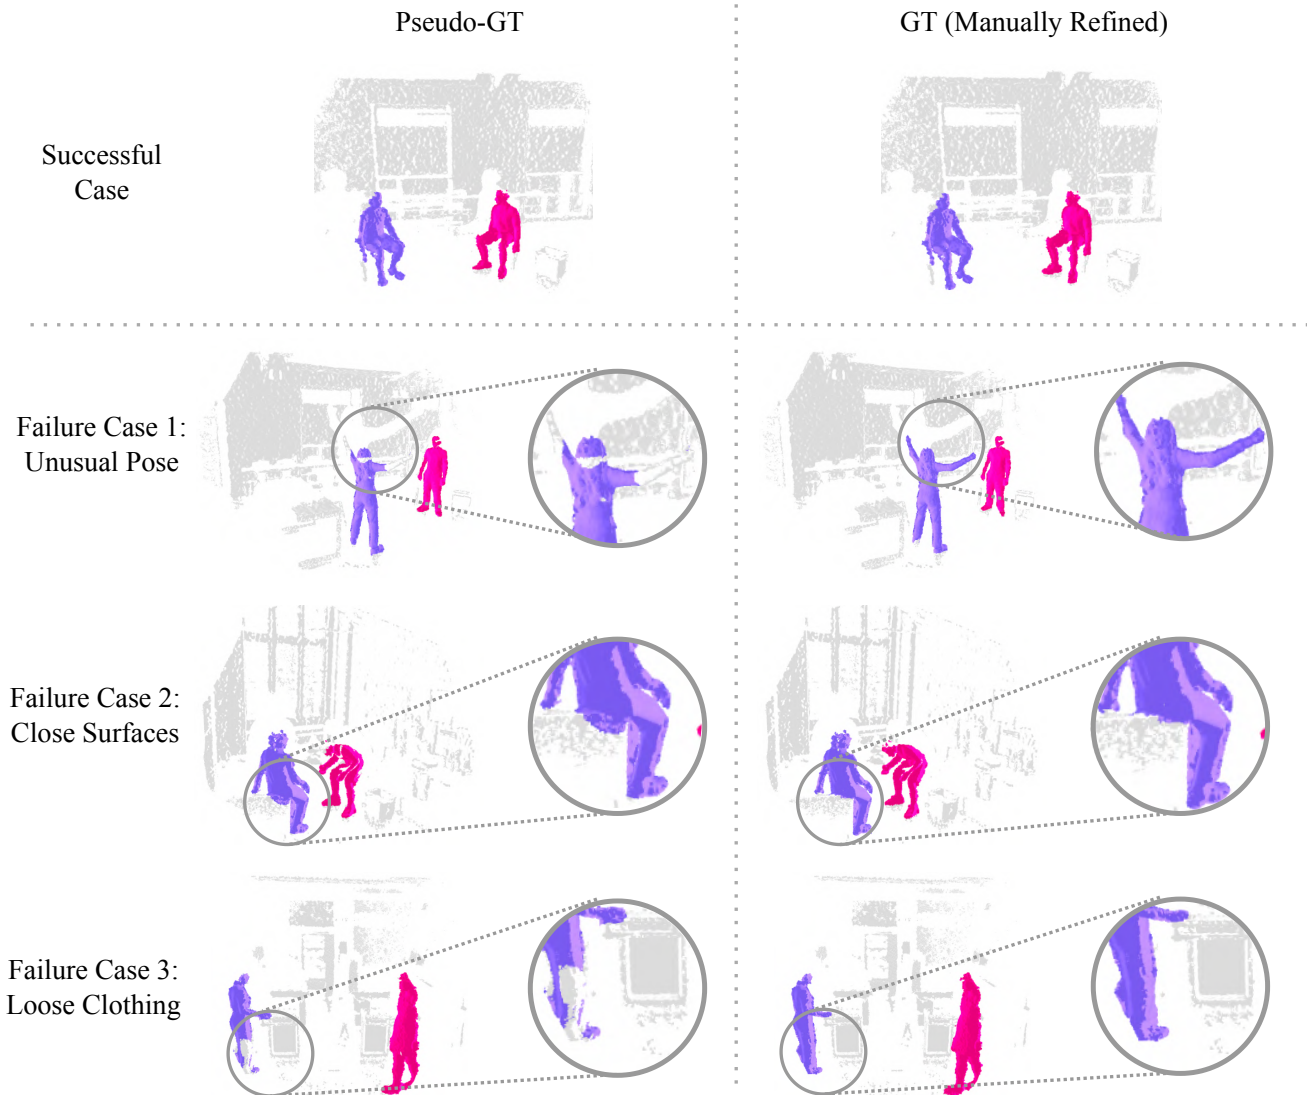 Pseudo-GT
GT (Manually Refined)
Successful
Case
Failure Case 1:
Unusual Pose
Failure Case 2:
Close Surfaces
Failure Case 3:
Loose Clothing